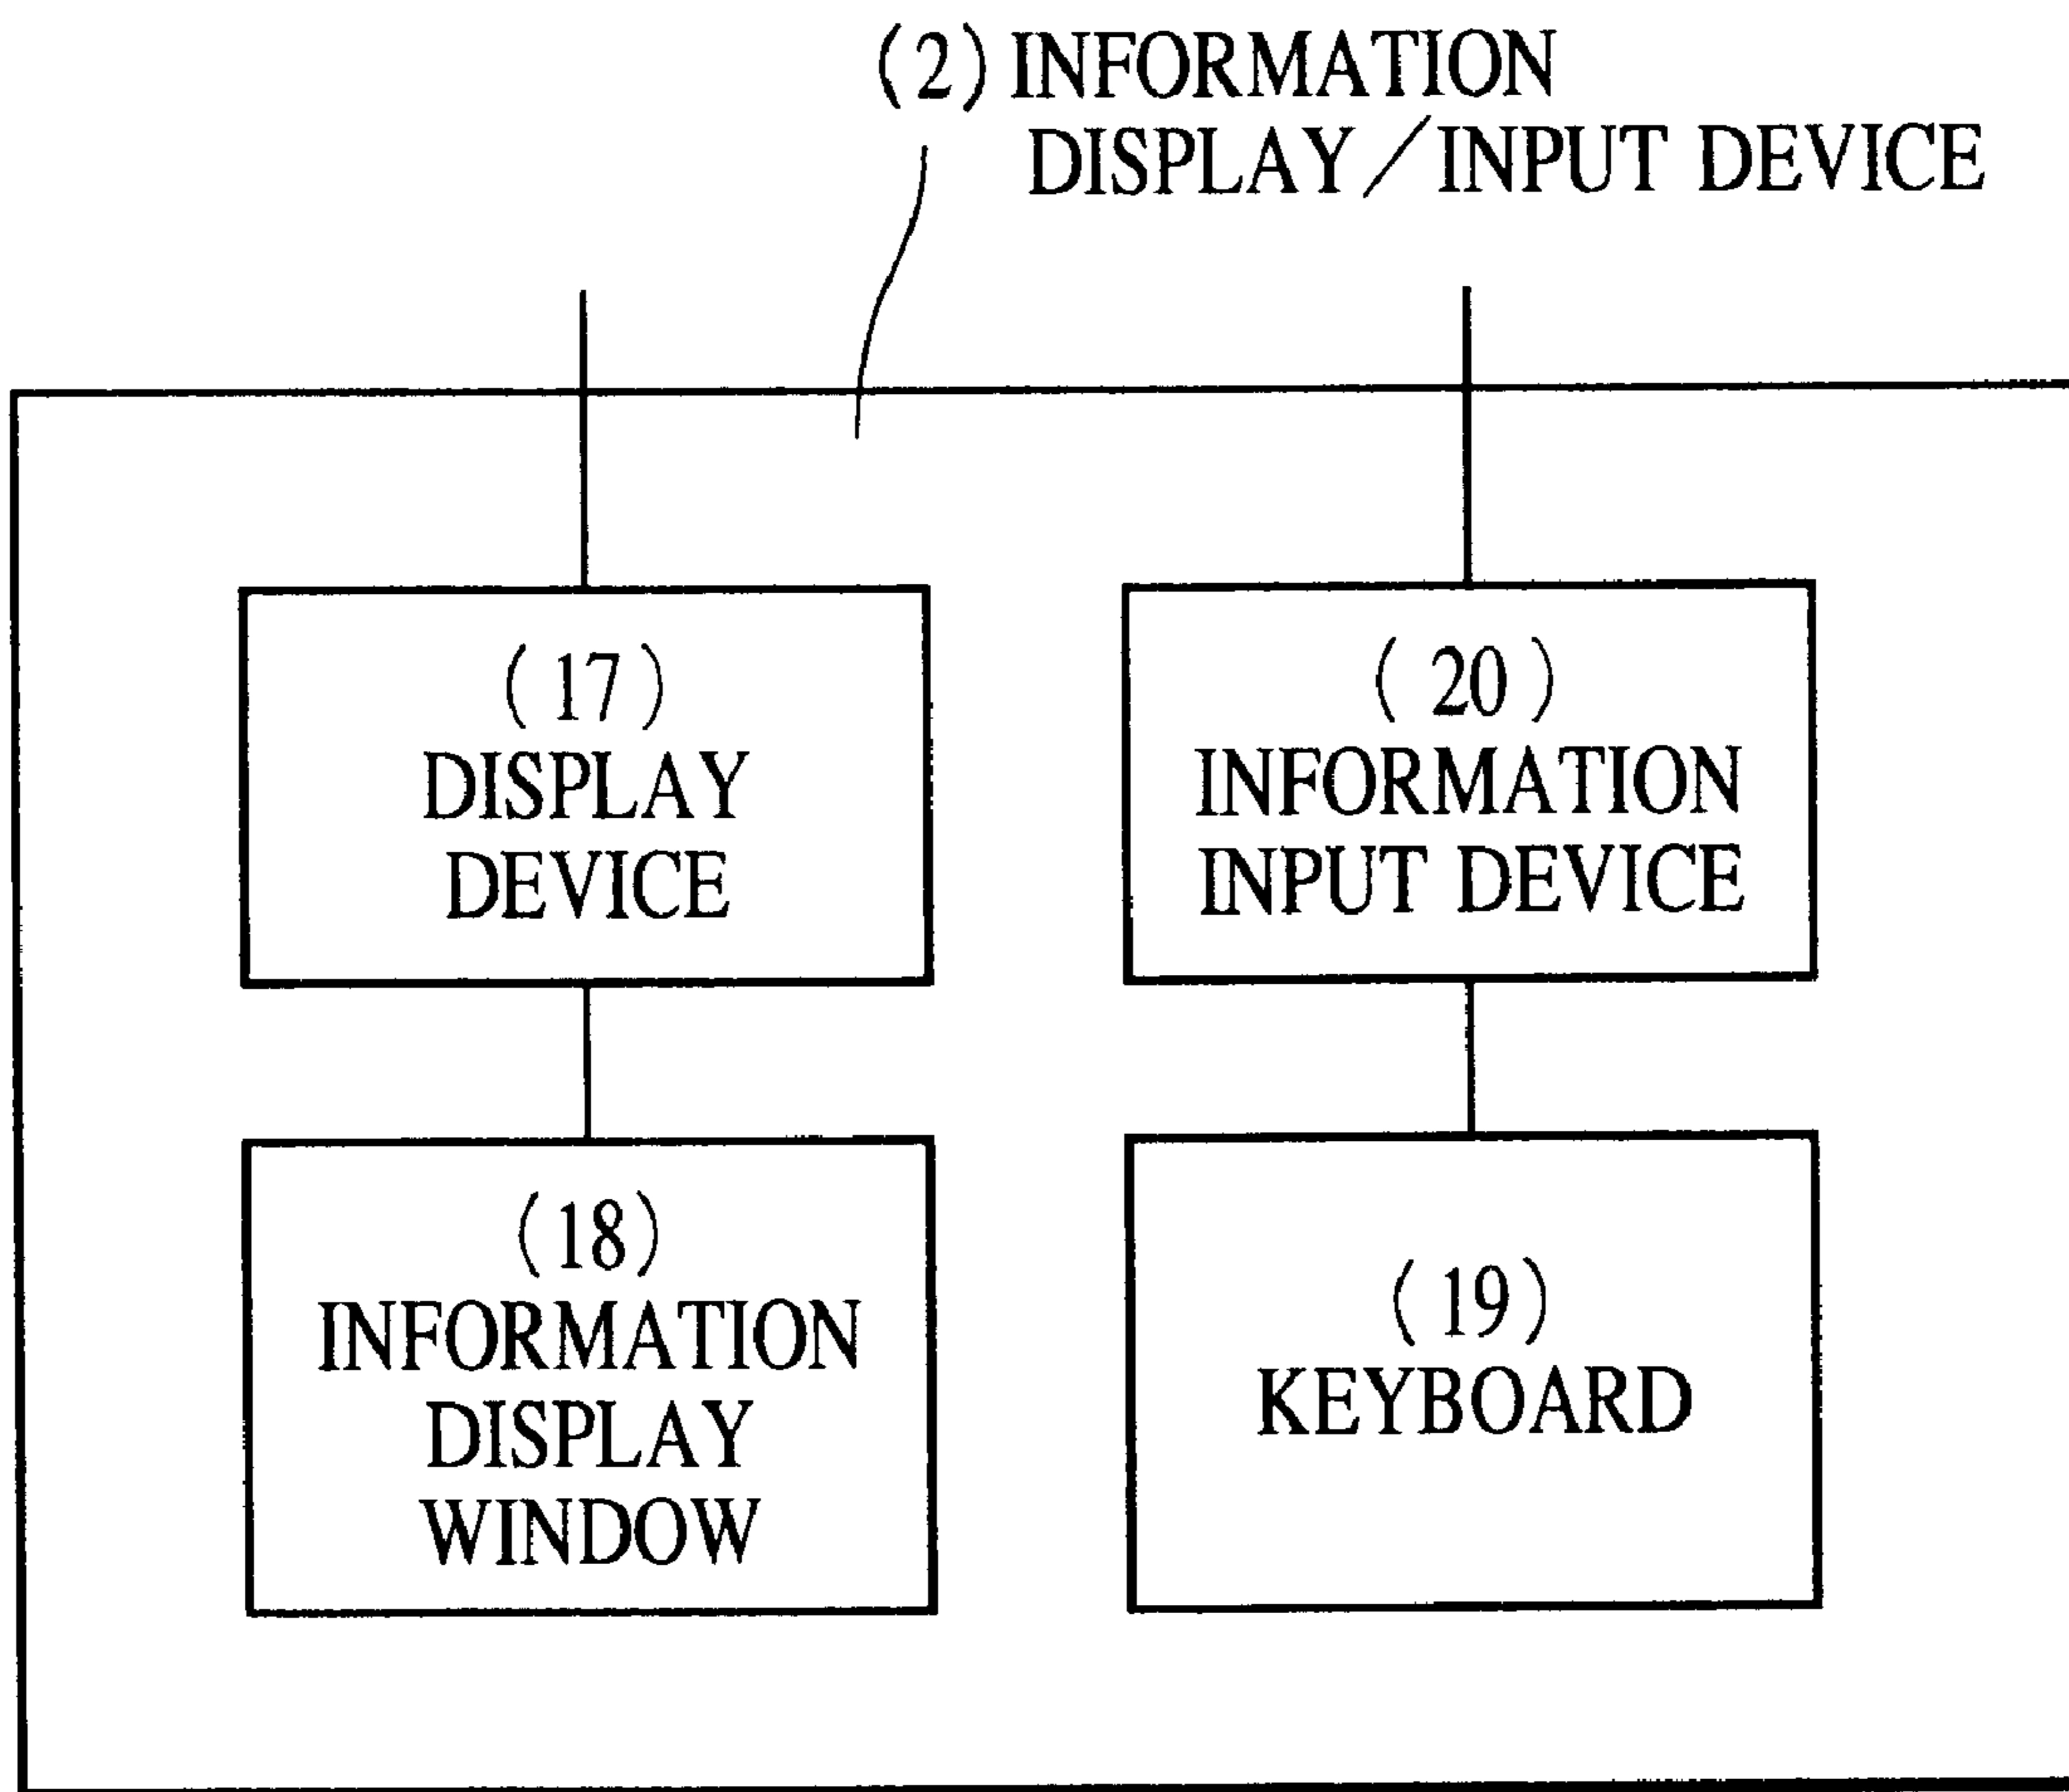 (2) INFORMATION
DISPLAY/INPUT DEVICE
(17)
DISPLAY
DEVICE
(20)
INFORMATION
INPUT DEVICE
(18)
INFORMATION
DISPLAY
WINDOW
(19)
KEYBOARD